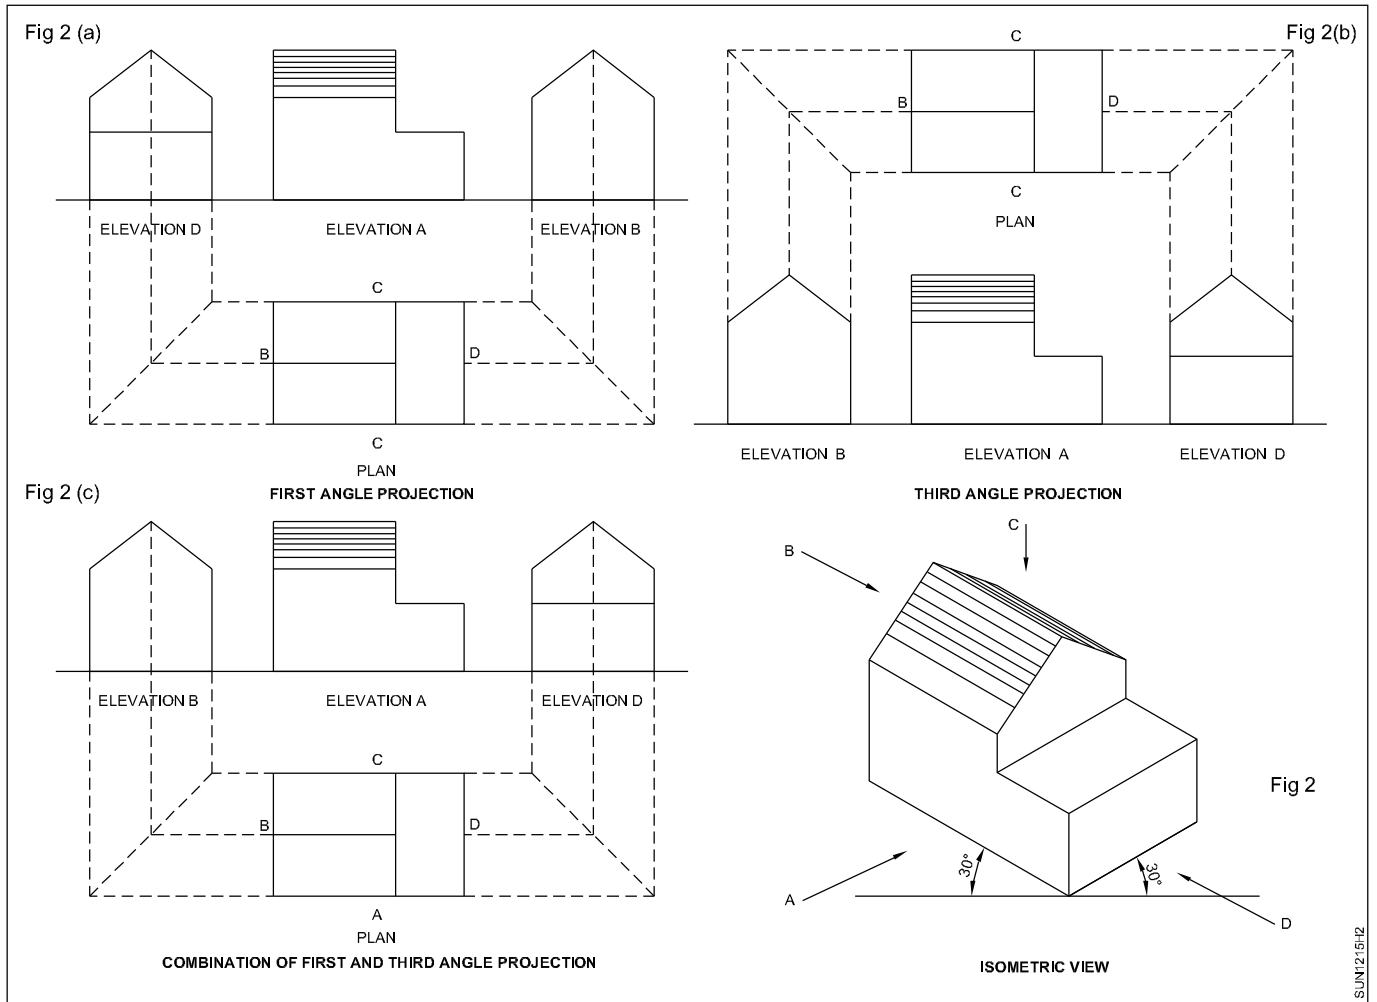 Fig 2 (a)
ELEVATION D
ELEVATION A
ELEVATION B
C
B
D
C
PLAN
FIRST ANGLE PROJECTION
Fig 2(b)
C
B
D
C
PLAN
ELEVATION B
ELEVATION A
ELEVATION D
THIRD ANGLE PROJECTION
Fig 2 (c)
ELEVATION B
ELEVATION A
ELEVATION D
C
B
D
A
PLAN
COMBINATION OF FIRST AND THIRD ANGLE PROJECTION
C
B
Fig 2
30°
30°
A
D
ISOMETRIC VIEW
SUN1215H2